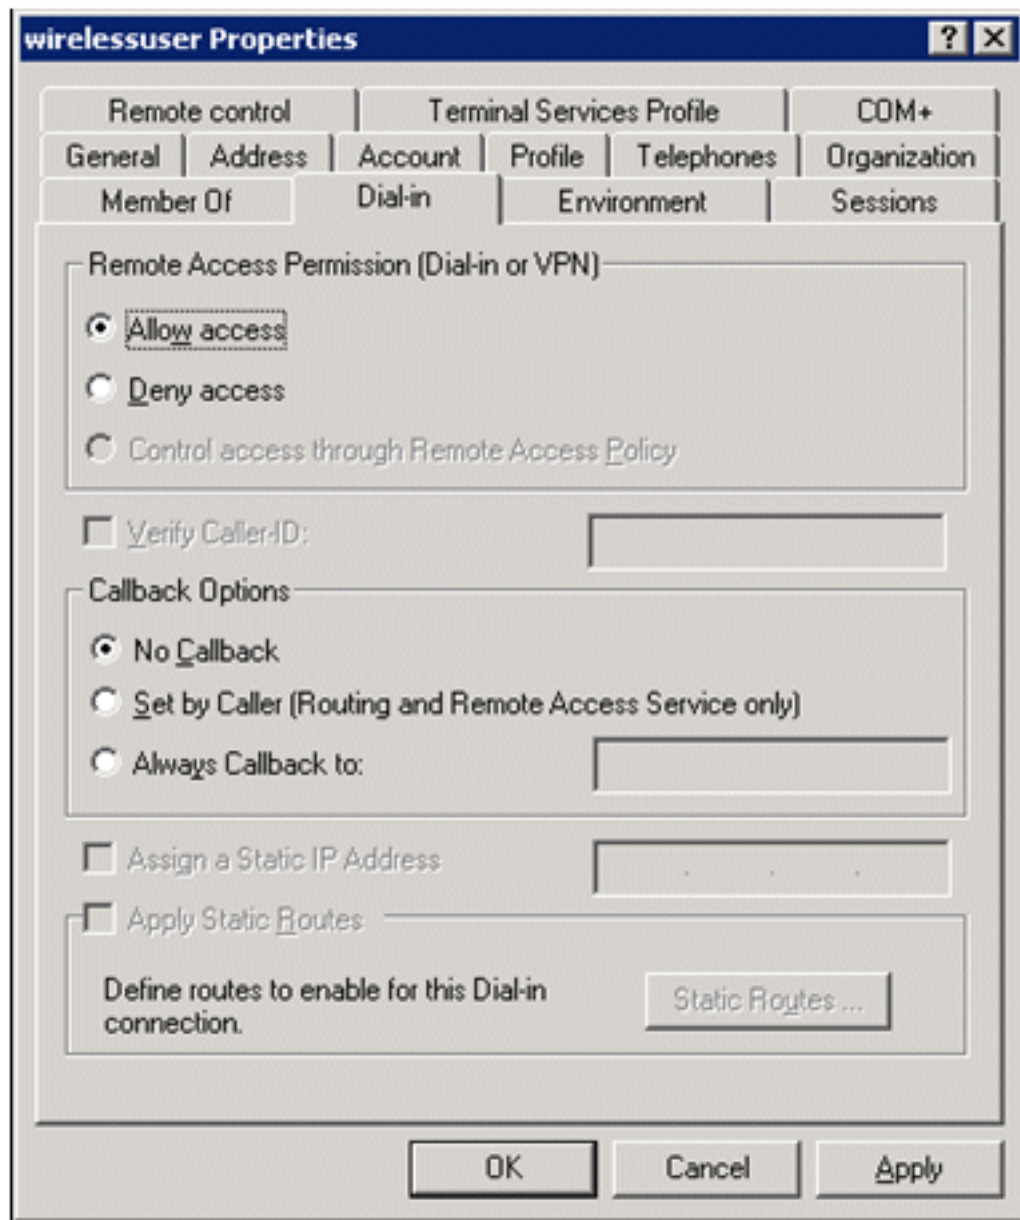 wirelessuser Properties
Remote control Terminal Services Profile COM+
General Address Account Profile Telephones Organization
Member Of Dial-in Environment Sessions
Remote Access Permission (Dial-in or VPN)
Allow access
Deny access
Control access through Remote Access Policy
Verify Caller-ID:
Callback Options
No Callback
Set by Caller (Routing and Remote Access Service only)
Always Callback to:
Assign a Static IP Address
Apply Static Routes
Define routes to enable for this Dial-in
connection.
Static Routes ...
OK Cancel Apply